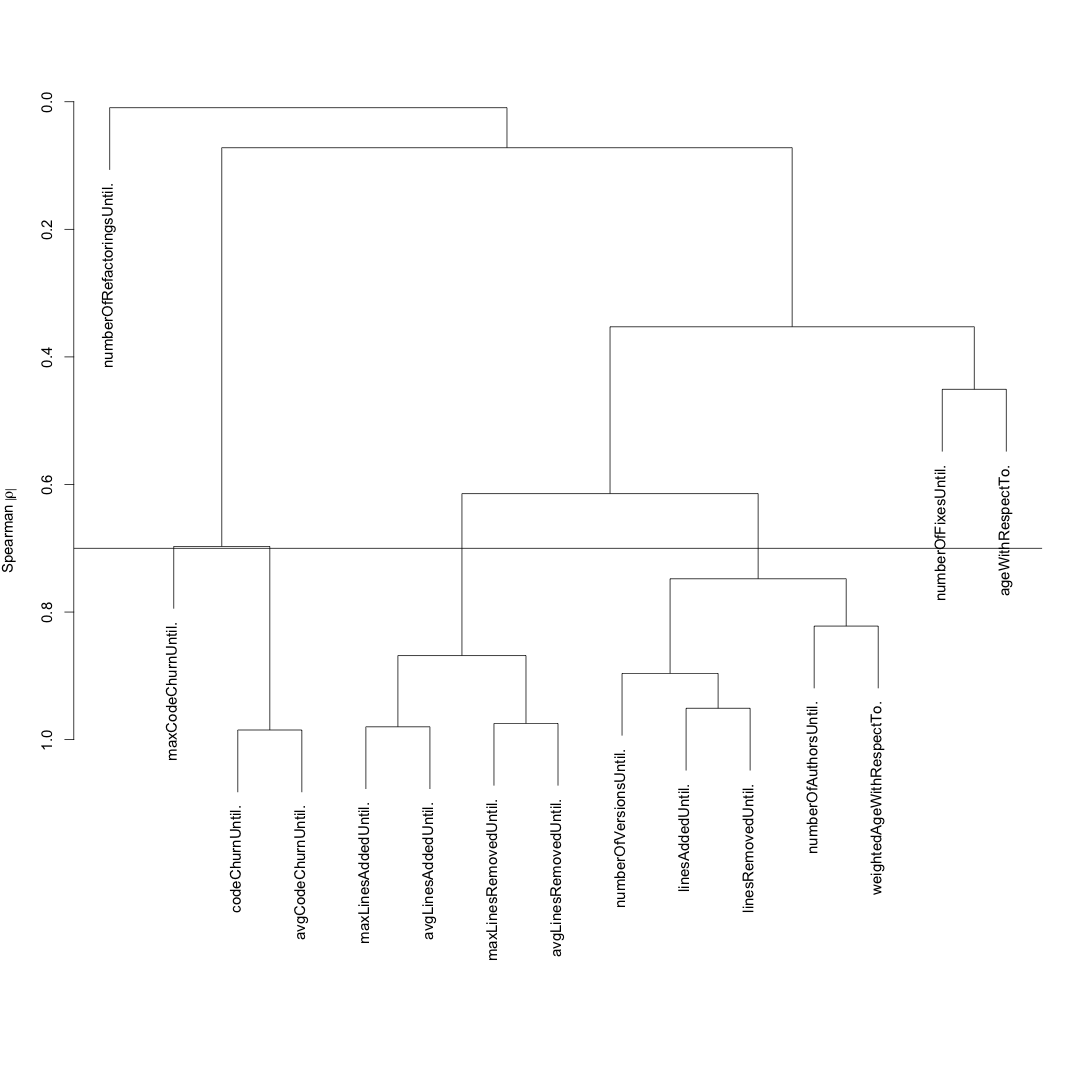 Spearman |ρ|
0.0
0.2
0.4
0.6
0.8
1.0
numberOfRefactoringsUntil.
maxCodeChurnUntil.
codeChurnUntil.
avgCodeChurnUntil.
maxLinesAddedUntil.
avgLinesAddedUntil.
maxLinesRemovedUntil.
avgLinesRemovedUntil.
numberOfVersionsUntil.
linesAddedUntil.
linesRemovedUntil.
numberOfAuthorsUntil.
weightedAgeWithRespectTo.
numberOfFixesUntil.
ageWithRespectTo.